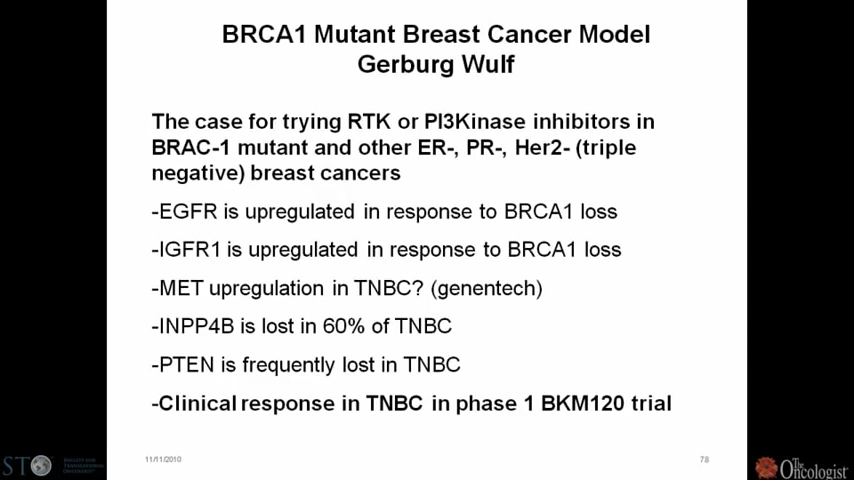 BRCA1 Mutant Breast Cancer Model
Gerburg Wulf
The case for trying RTK or PI3Kinase inhibitors in
BRAC-1 mutant and other ER-, PR-, Her2- (triple
negative) breast cancers
-EGFR is upregulated in response to BRCA1 loss
-IGFR1 is upregulated in response to BRCA1 loss
-MET upregulation in TNBC? (genentech)
-INPP4B is lost in 60% of TNBC
-PTEN is frequently lost in TNBC
-Clinical response in TNBC in phase 1 BKM120 trial
11/11/2010
78
The
Oncologist